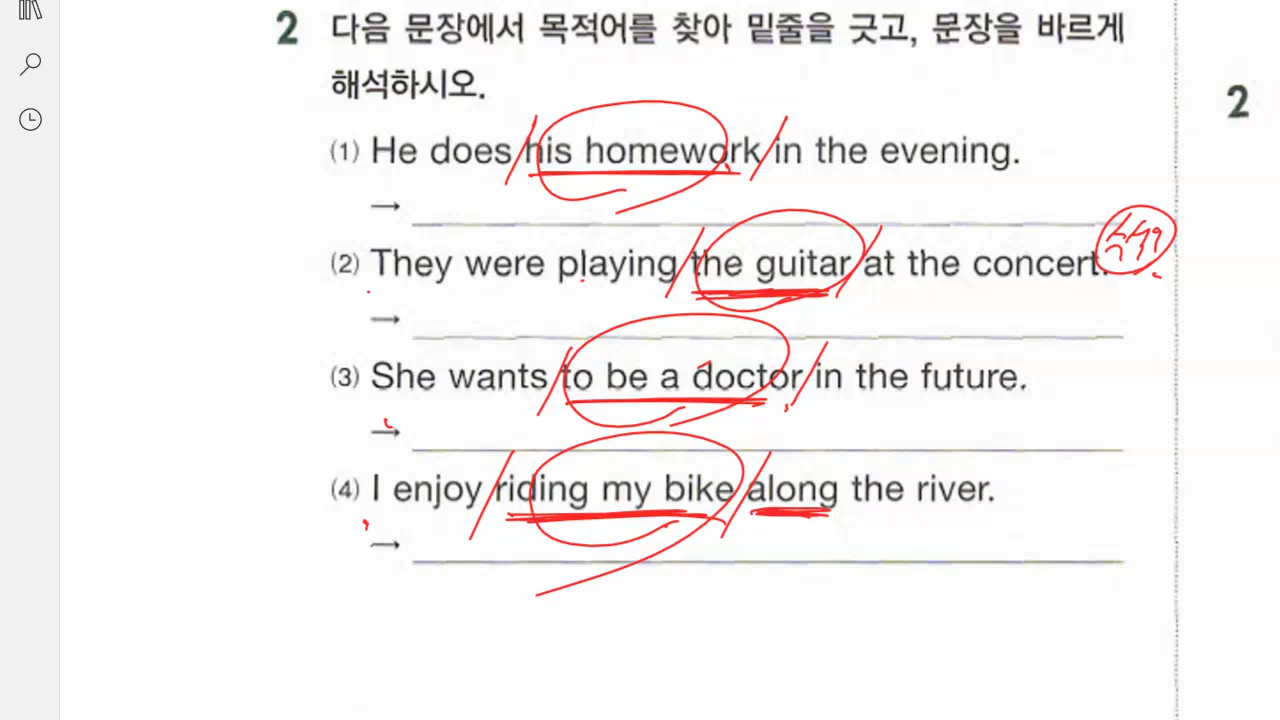 2 다음 문장에서 목적어를 찾아 밑줄을 긋고, 문장을 바르게
해석하시오.
(1) He does his homework in the evening.
→
(2) They were playing the guitar at the concert.
→
(3) She wants to be a doctor in the future.
→
(4) I enjoy riding my bike along the river.
→
2